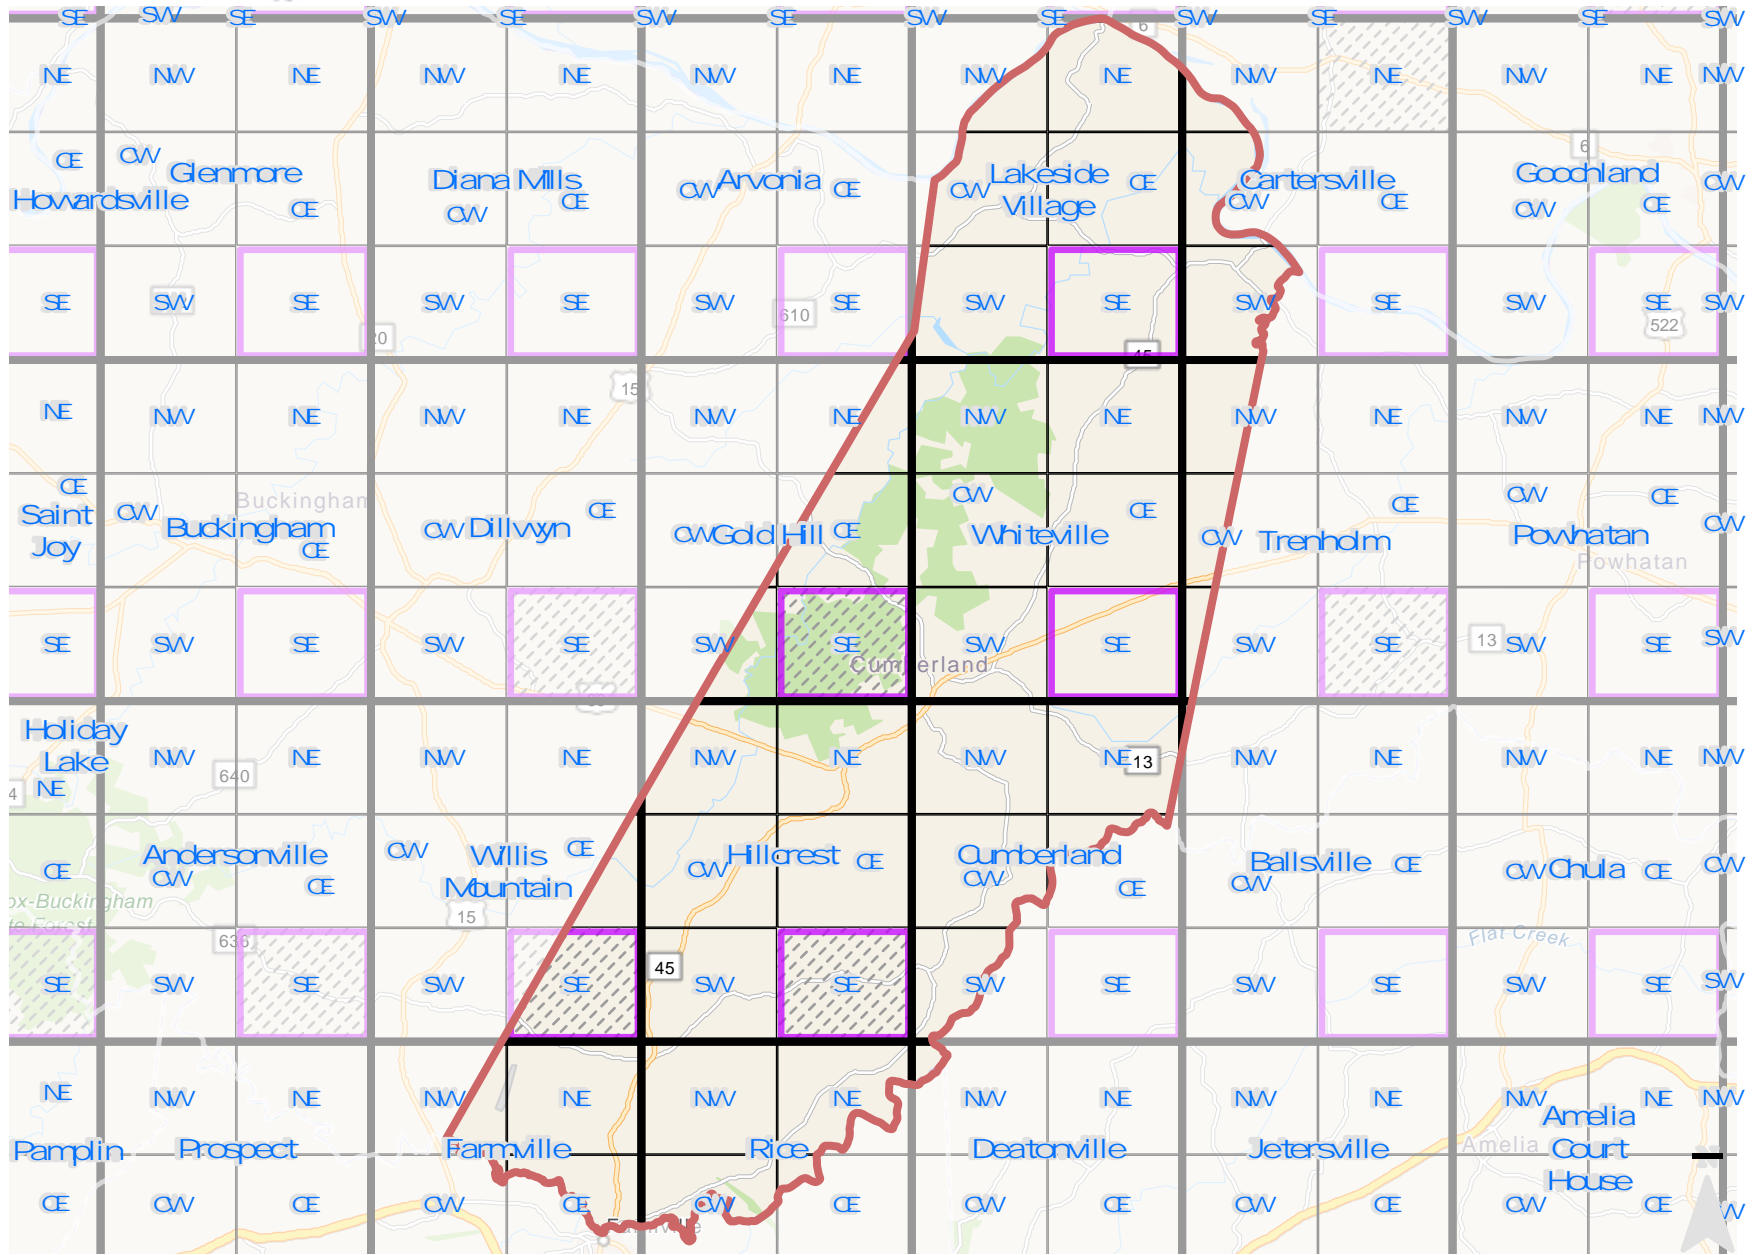 SE SW SE SW SE SW SE SW SE SW SE SW SE SW
6
NE NW NE NW NE NW NE NW NE NW NE NW NE NW
6
CE CW Glenmore Diana Mills CW Arvonia CE CW Lakeside CE Cartersville Goochland CW
Howardsville CE CW CE Village CW CE CW CE
SE SW SE SW SE SW SE SW SE SW SE SW SE SW
610
522
20
45
15
NE NW NE NW NE NW NE NW NE NW NE NW NE NW
CE Buckingham CW CE CW CE
Saint CW Buckingham CW Dillwyn CE CW Gold Hill CE Whiteville CE CW Trenholm Powhatan CW
Joy CE
Powhatan
SE SW SE SW SE SW SE SW SE SW SE SW SE SW
13
Cumberland
Holiday
Lake NW NE NW NE NW NE NW NE NW NE NW NE NW
13
640
4 NE
CE Andersonville CW Willis CE Hillcrest CE Cumberland Ballsville CE CW Chula CE CW
CW CE Mountain CW CW CE CW
ox-Buckingham
te Forest
15
636
Flat Creek
45
SE SW SE SW SE SW SE SW SE SW SE SW SE SW
NE NW NE NW NE NW NE NW NE NW NE NW NE NW
Pamplin Prospect Farmville Rice Deatonville Jetersville Amelia Amelia
Court
House
CE CW CE CW CE CW CE CW CE CW CE CW CE